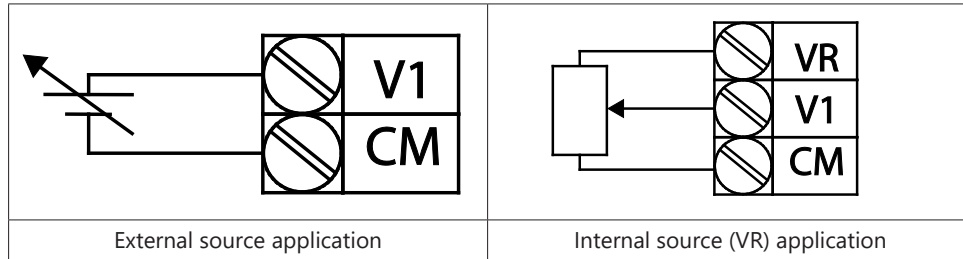 V1
CM
VR
V1
CM
External source application
Internal source (VR) application